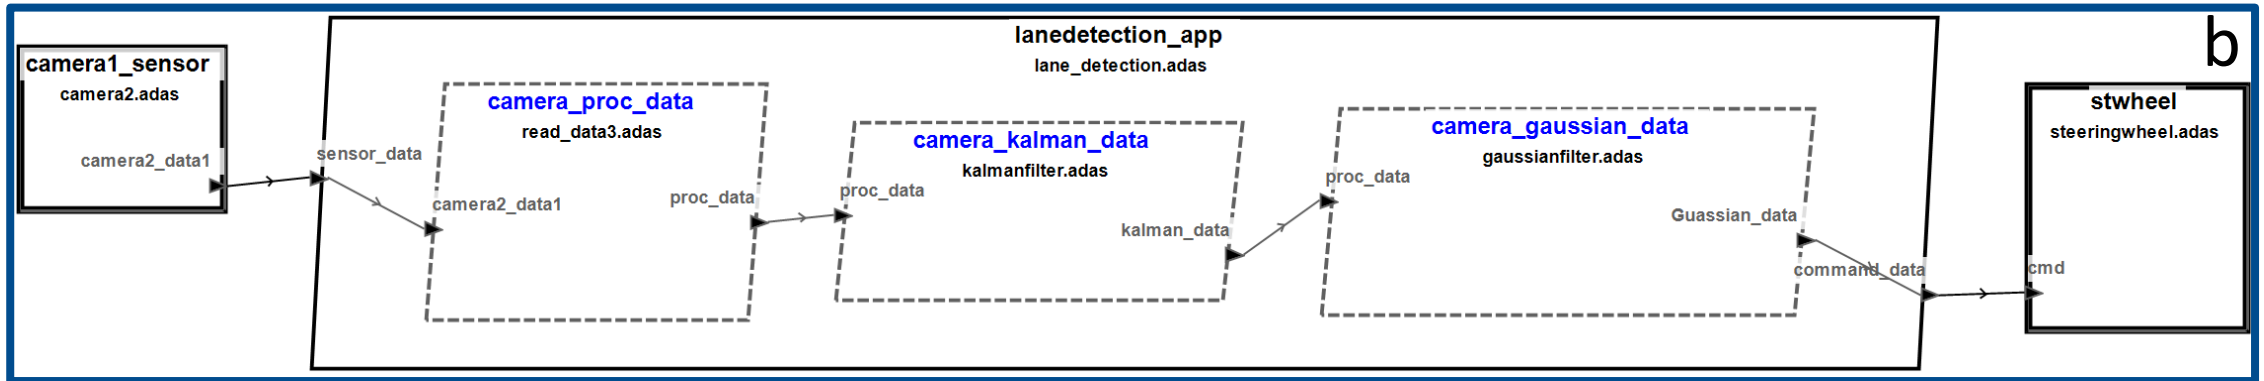 b
lanedetection_app
lane_detection.adas
camera1_sensor
camera2.adas
camera2_data1
sensor_data
camera_proc_data
read_data3.adas
camera2_data1
proc_data
camera_kalman_data
kalmanfilter.adas
proc_data
kalman_data
camera_gaussian_data
gaussianfilter.adas
proc_data
Guassian_data
command_data
stwheel
steeringwheel.adas
cmd